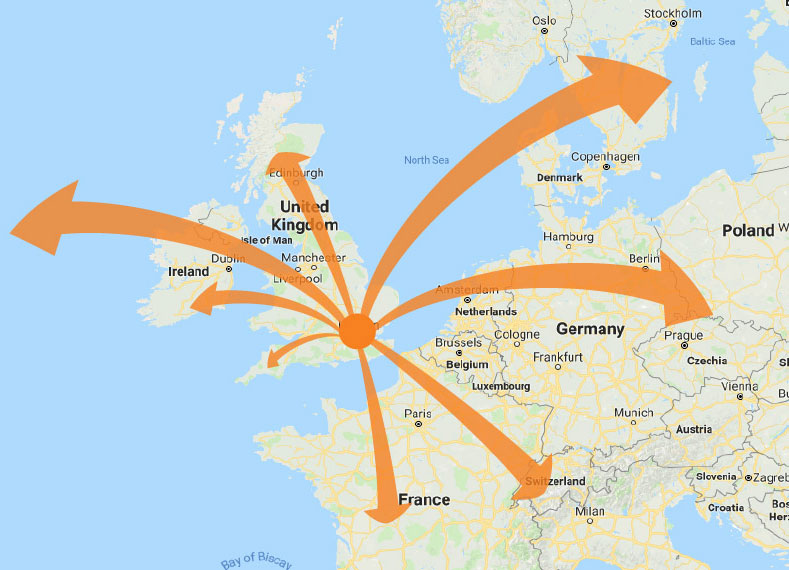 Stockholm
Oslo
Baltic Sea
North Sea
Copenhagen
Denmark
Edinburgh
United
Kingdom
Isle of Man
Dublin
Manchester
Ireland
Liverpool
Hamburg
Poland
Berlin
Amsterdam
Netherlands
Germany
Brussels
Cologne
Prague
Belgium
Frankfurt
Czechia
Luxembourg
Vienna
Paris
Munich
Austria
Switzerland
Slovenia
Zagreb
France
Croatia
Milan
Bos
Herz
Bay of Biscay